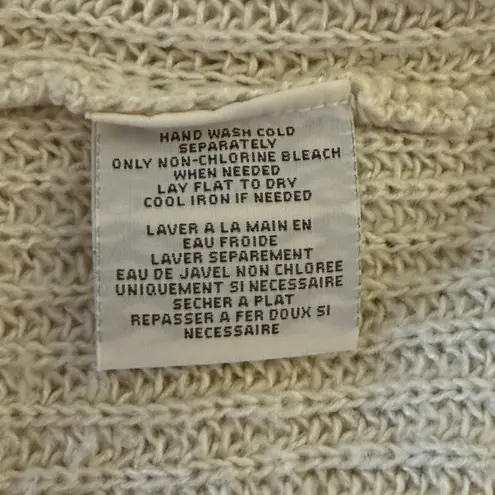 HAND WASH COLD
SEPARATELY
ONLY NON-CHLORINE BLEACH
WHEN NEEDED
LAY FLAT TO DRY
COOL IRON IF NEEDED
LAVER A LA MAIN EN
EAU FROIDE
LAVER SEPAREMENT
EAU DE JAVEL NON CHLOREE
UNIQUEMENT SI NECESSAIRE
SECHER A PLAT
REPASSER A FER DOUX SI
NECESSAIRE